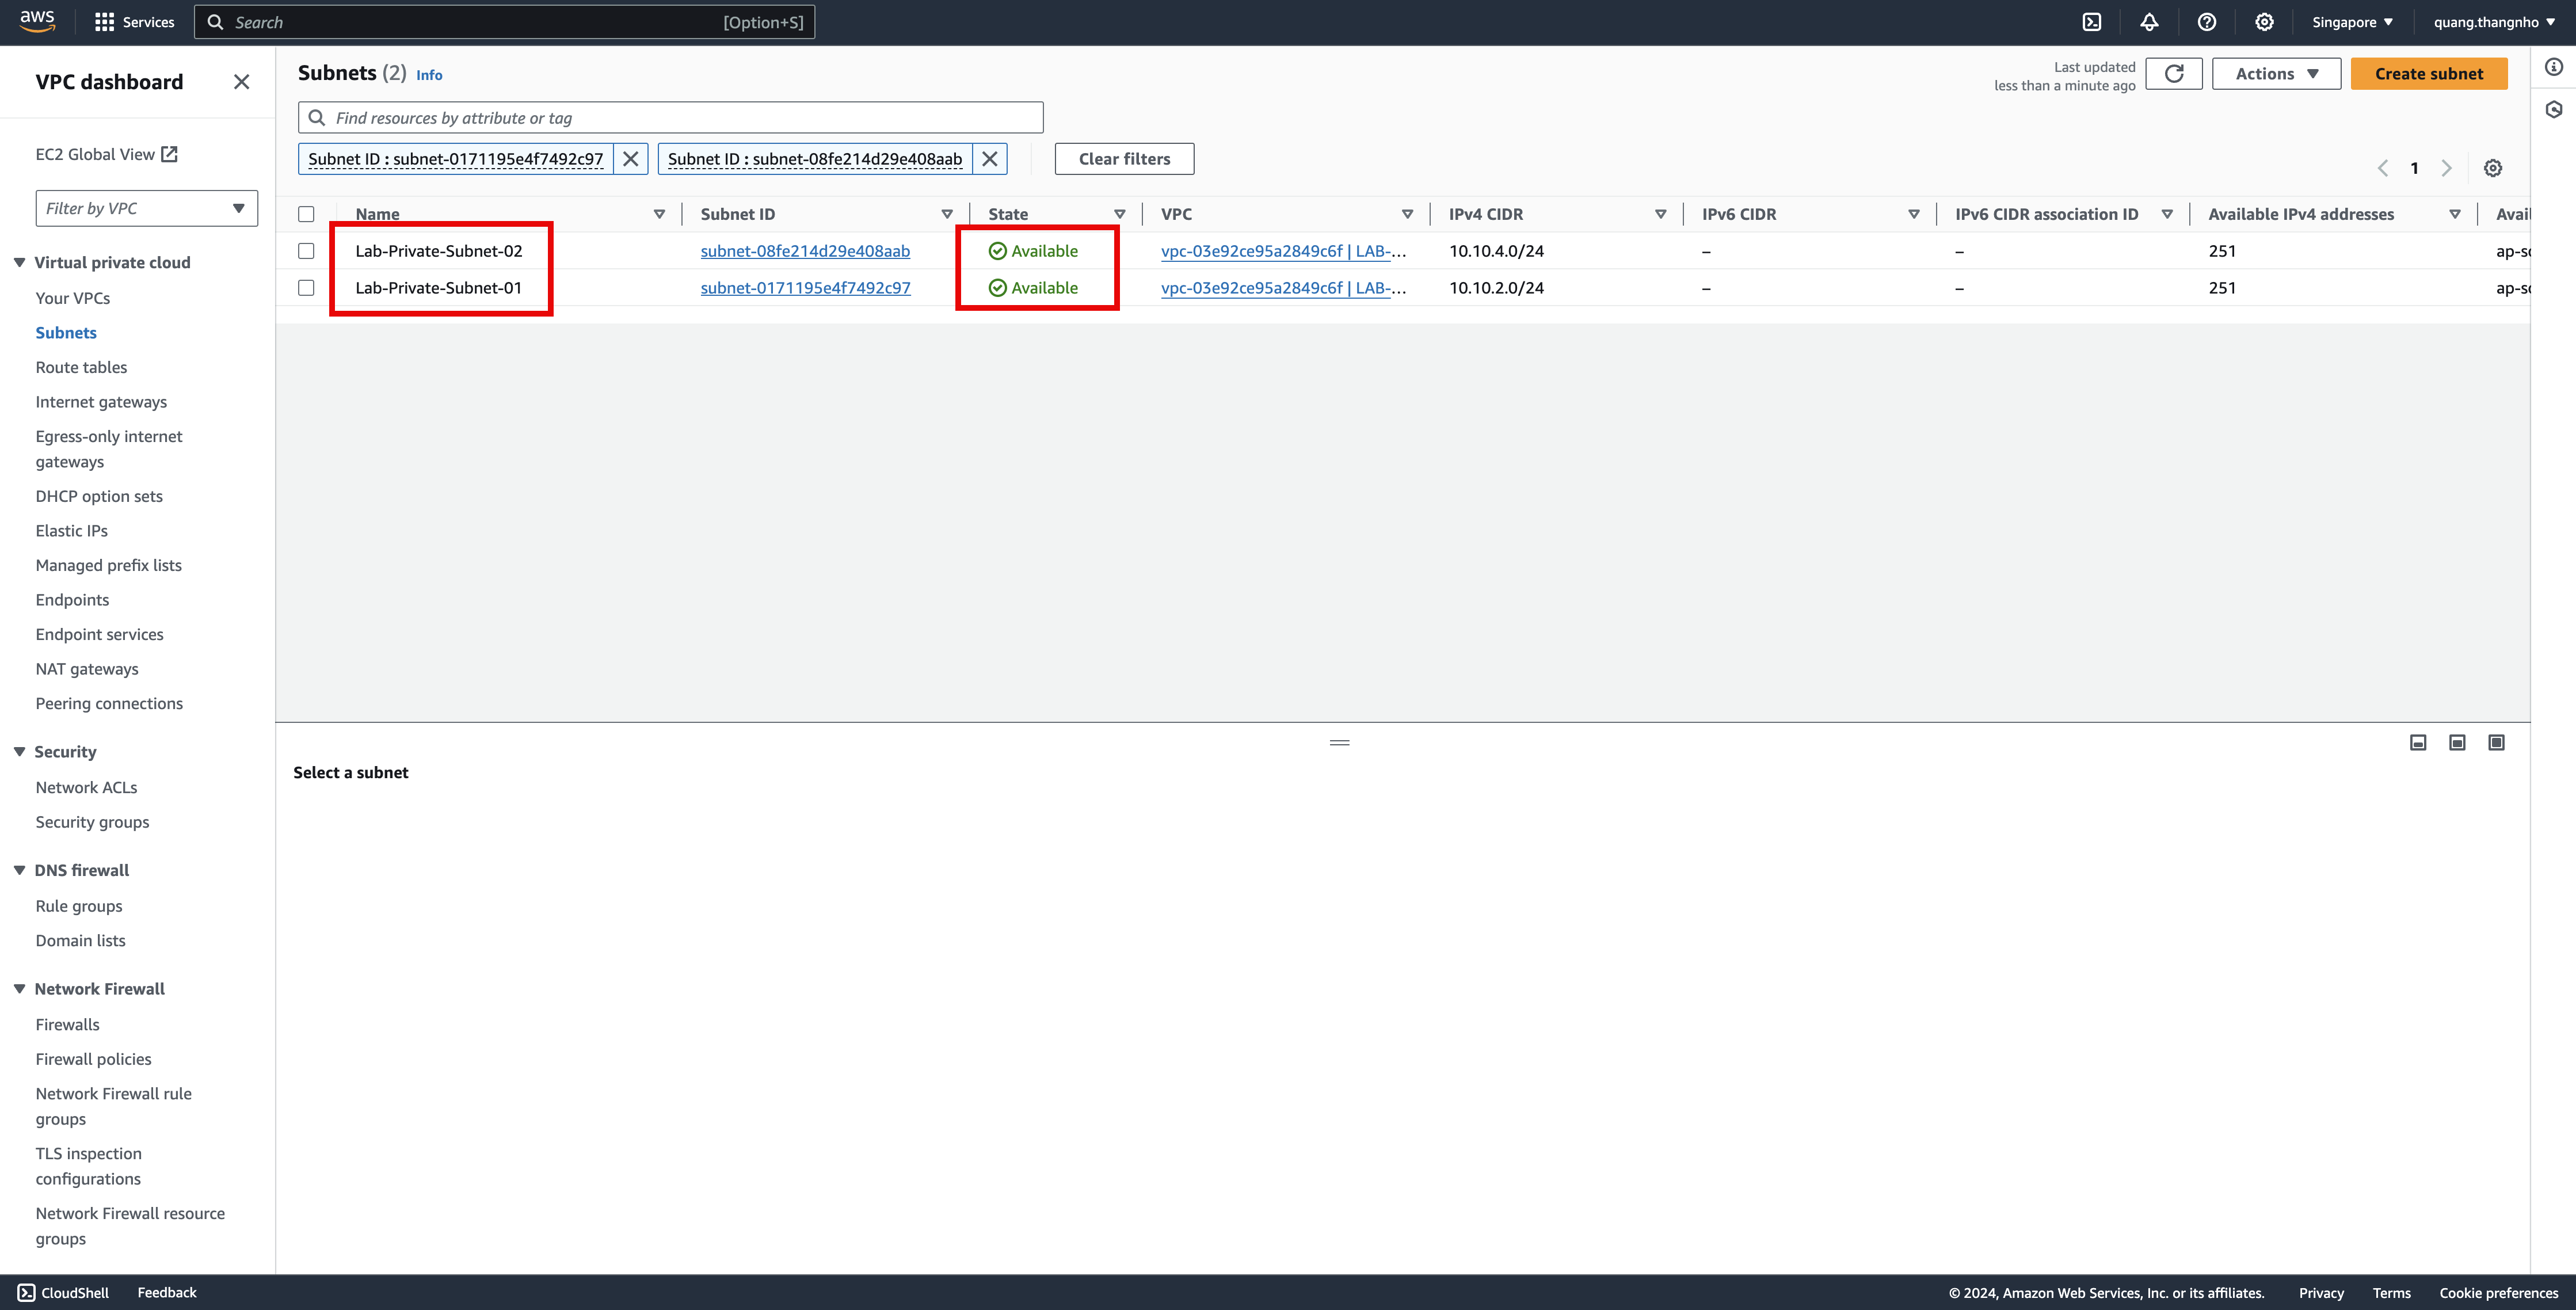 aws
Services
Search
[Option+S]
Singapore
quang.thangnho
VPC dashboard
EC2 Global View
Filter by VPC
Virtual private cloud
Your VPCs
Subnets
Route tables
Internet gateways
Egress-only internet
gateways
DHCP option sets
Elastic IPs
Managed prefix lists
Endpoints
Endpoint services
NAT gateways
Peering connections
Security
Network ACLs
Security groups
DNS firewall
Rule groups
Domain lists
Network Firewall
Firewalls
Firewall policies
Network Firewall rule
groups
TLS inspection
configurations
Network Firewall resource
groups
Subnets (2) Info
Last updated
less than a minute ago
Actions
Create subnet
Find resources by attribute or tag
Subnet ID : subnet-0171195e4f7492c97
Subnet ID : subnet-08fe214d29e408aab
Clear filters
1
Name Subnet ID State VPC IPv4 CIDR IPv6 CIDR IPv6 CIDR association ID Available IPv4 addresses Avail
Lab-Private-Subnet-02 subnet-08fe214d29e408aab Available vpc-03e92ce95a2849c6f | LAB-... 10.10.4.0/24 – – 251 ap-so
Lab-Private-Subnet-01 subnet-0171195e4f7492c97 Available vpc-03e92ce95a2849c6f | LAB-... 10.10.2.0/24 – – 251 ap-so
Select a subnet
CloudShell
Feedback
© 2024, Amazon Web Services, Inc. or its affiliates.
Privacy
Terms
Cookie preferences